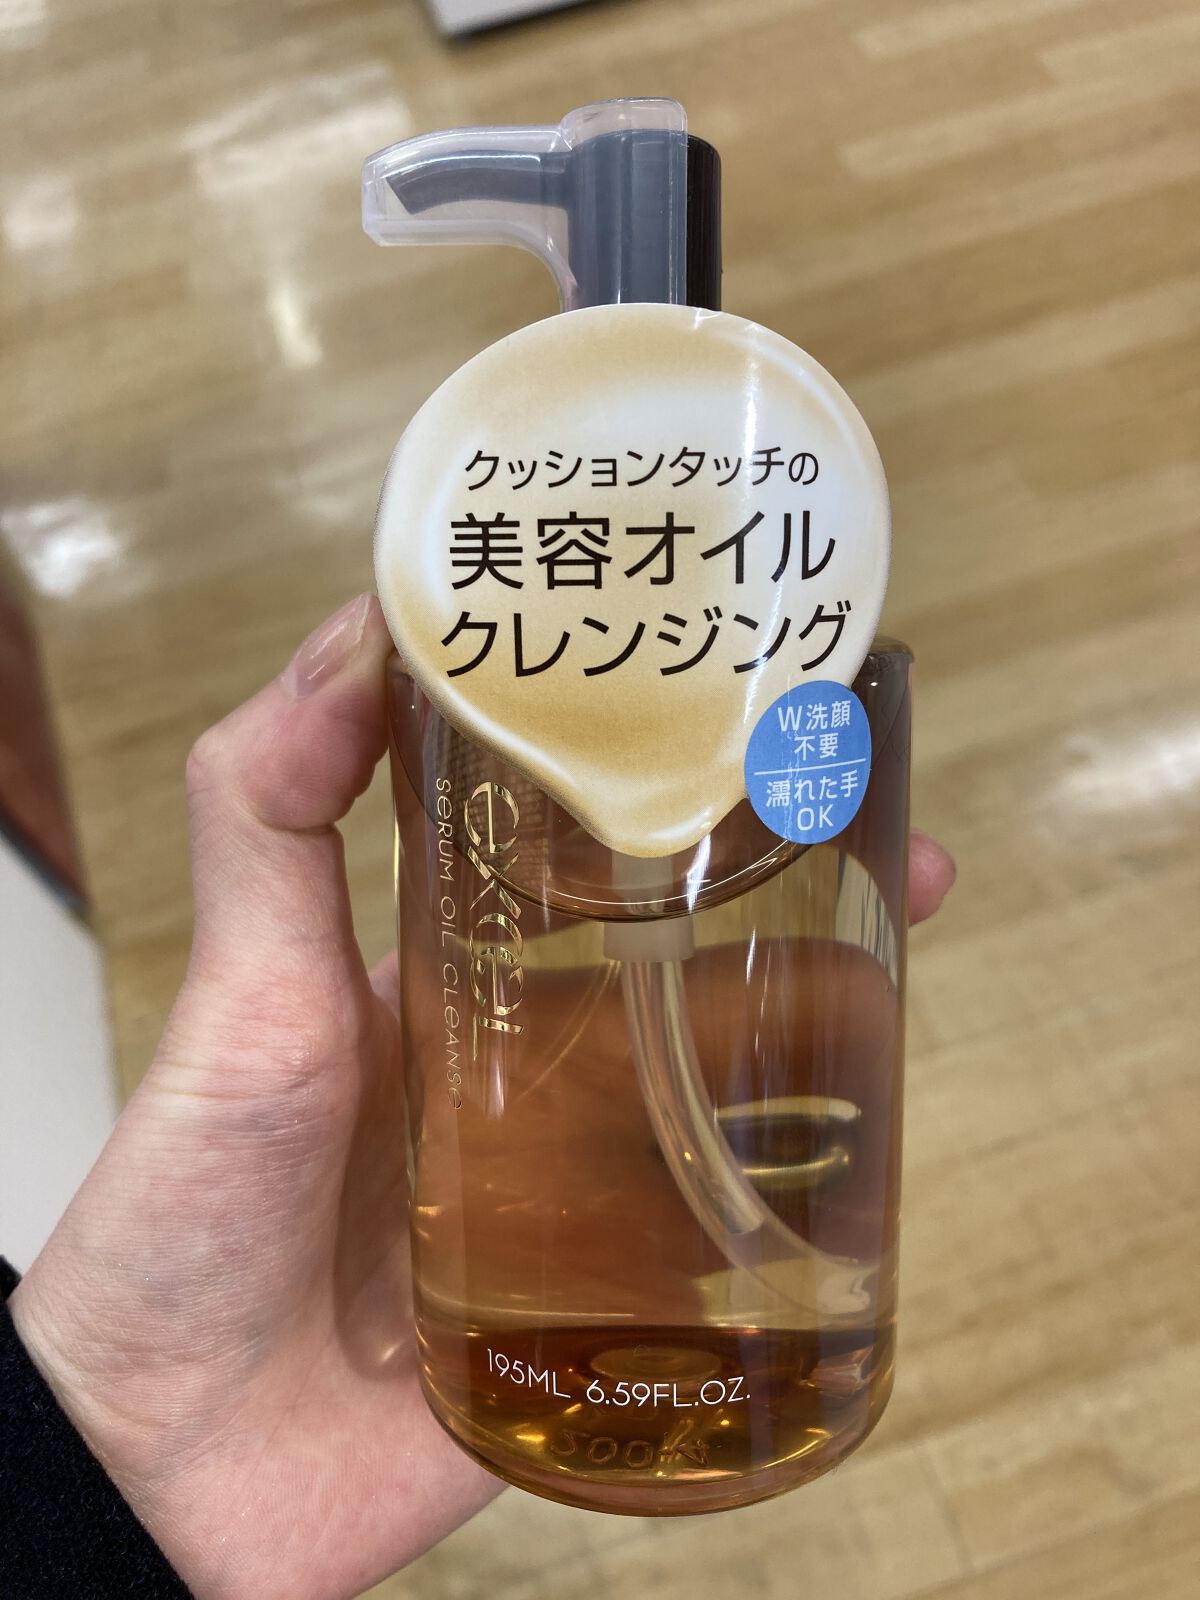 クッションタッチの
美容オイル
クレンジング
W洗顔
不要
濡れた手
OK
excel
SERUM OIL CLEANSE
195ML 6.59FL.OZ.